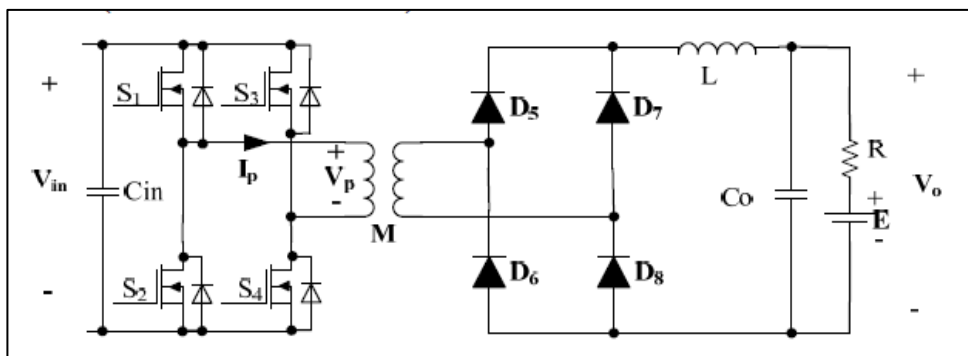 +
S1
S3
Vin
Cin
Ip
+
Vp
-
M
-
S2
S4
D5
D7
D6
D8
L
Co
R
+
E
-
+
Vo
-